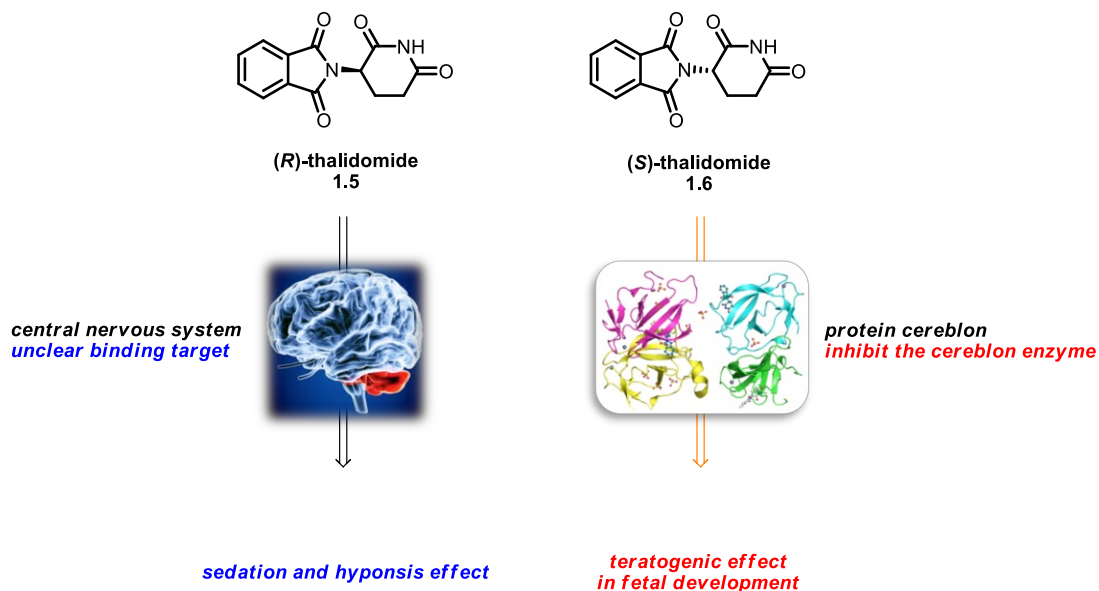 O
O
O
N
NH
O
(R)-thalidomide
1.5
O
O
O
N
NH
O
(S)-thalidomide
1.6
central nervous system
unclear binding target
protein cereblon
inhibit the cereblon enzyme
sedation and hyponsis effect
teratogenic effect
in fetal development